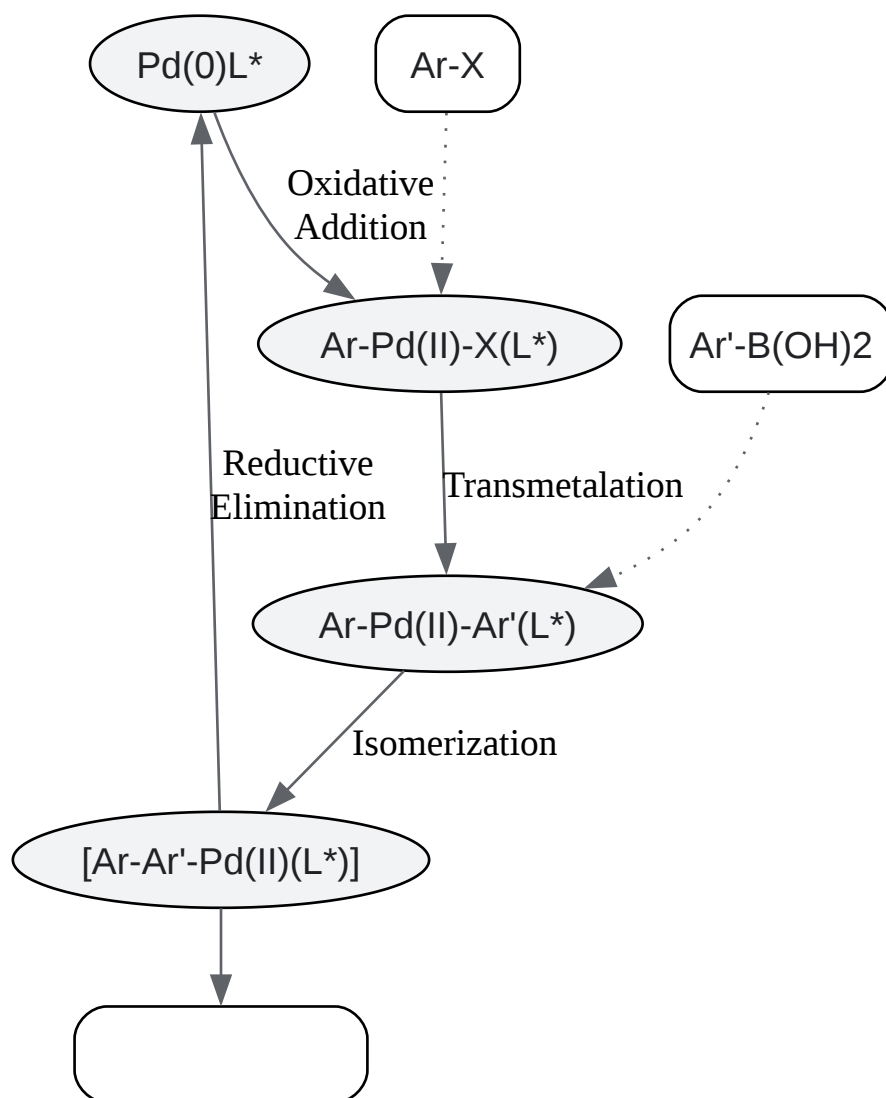 Pd(0)L*
Ar-X
Oxidative
Addition
Ar-Pd(II)-X(L*)
Ar'-B(OH)2
Reductive
Elimination
Transmetalation
Ar-Pd(II)-Ar'(L*)
Isomerization
[Ar-Ar'-Pd(II)(L*)]